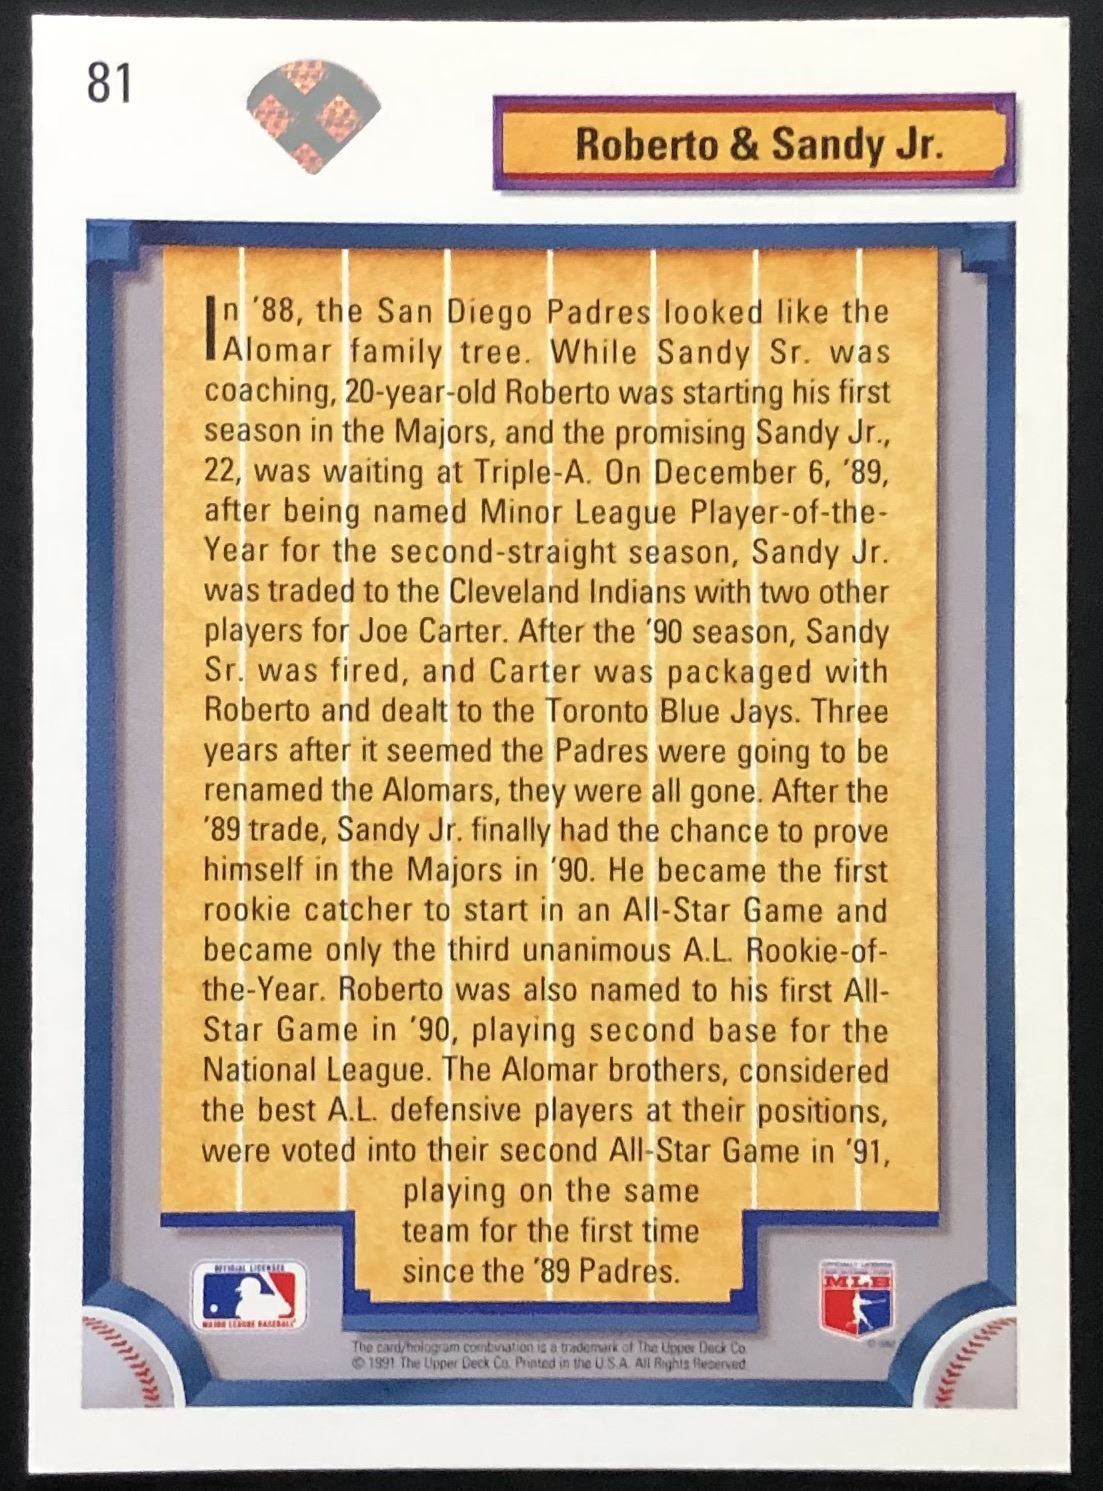 81
Roberto & Sandy Jr.
In '88, the San Diego Padres looked like the
Alomar family tree. While Sandy Sr. was
coaching, 20-year-old Roberto was starting his first
season in the Majors, and the promising Sandy Jr.,
22, was waiting at Triple-A. On December 6, '89,
after being named Minor League Player-of-the-
Year for the second-straight season, Sandy Jr.
was traded to the Cleveland Indians with two other
players for Joe Carter. After the '90 season, Sandy
Sr. was fired, and Carter was packaged with
Roberto and dealt to the Toronto Blue Jays. Three
years after it seemed the Padres were going to be
renamed the Alomars, they were all gone. After the
'89 trade, Sandy Jr. finally had the chance to prove
himself in the Majors in '90. He became the first
rookie catcher to start in an All-Star Game and
became only the third unanimous A.L. Rookie-of-
the-Year. Roberto was also named to his first All-
Star Game in '90, playing second base for the
National League. The Alomar brothers, considered
the best A.L. defensive players at their positions,
were voted into their second All-Star Game in '91,
playing on the same
team for the first time
since the '89 Padres.
OFFICIAL LICENSEE
MAJOR LEAGUE BASEBALL
MLB
The card/hologram combination is a trademark of The Upper Deck Co.
© 1991 The Upper Deck Co. Printed in the U.S.A. All Rights Reserved